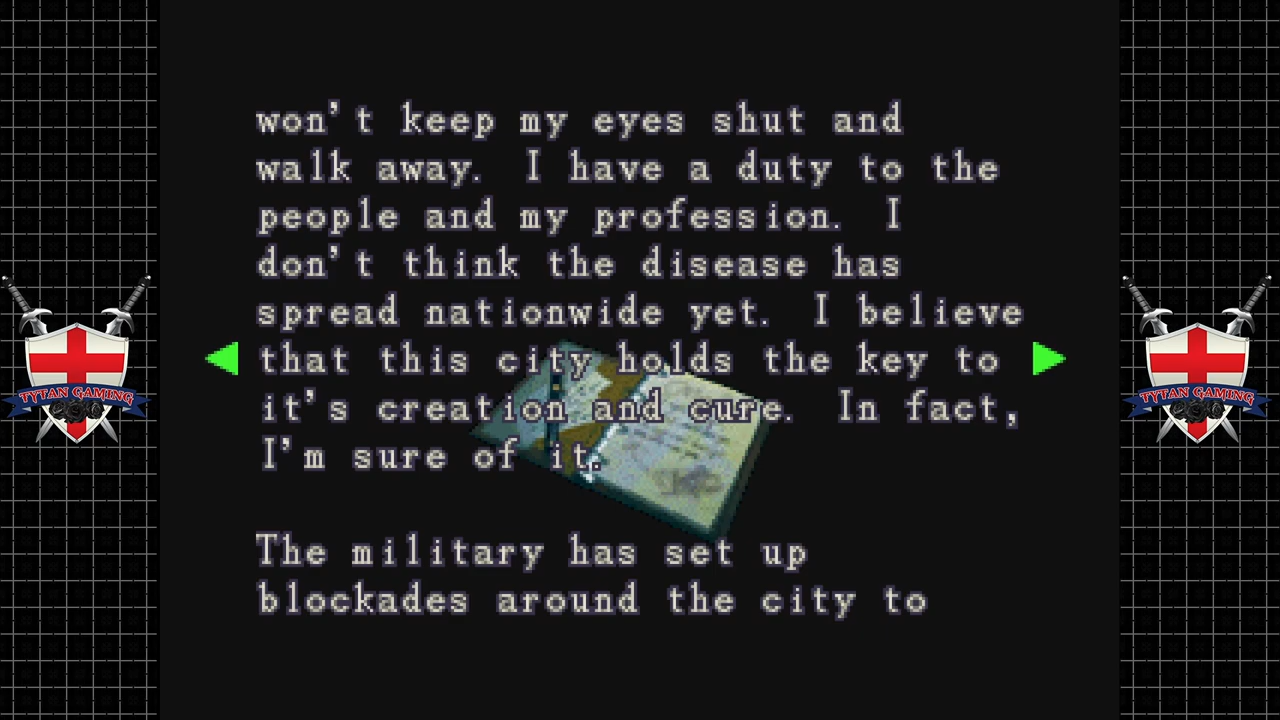 won't keep my eyes shut and
walk away. I have a duty to the
people and my profession. I
don't think the disease has
spread nationwide yet. I believe
that this city holds the key to
it's creation and cure. In fact,
I'm sure of it.
The military has set up
blockades around the city to
TYTAN GAMING
TYTAN GAMING